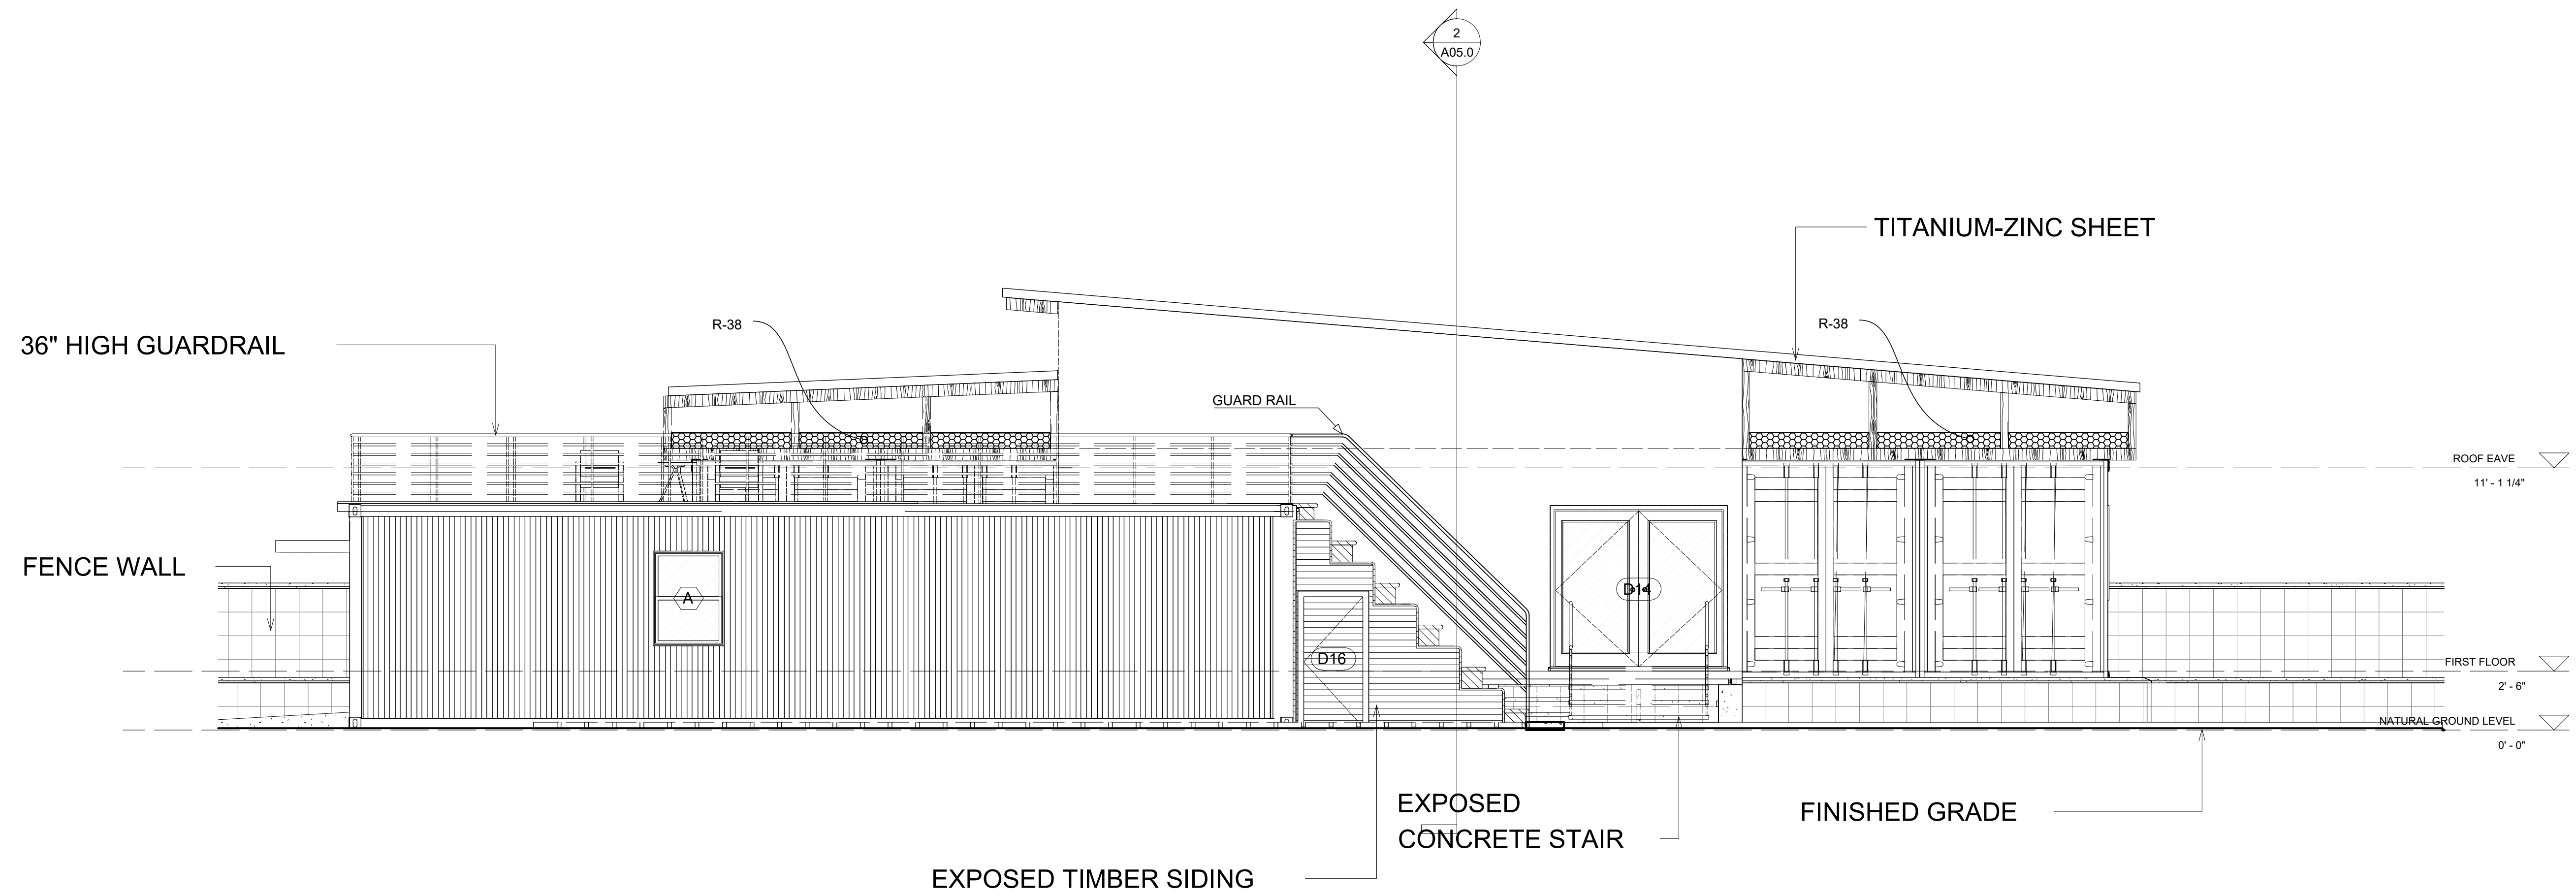 2
A05.0
TITANIUM-ZINC SHEET
R-38
R-38
36" HIGH GUARDRAIL
GUARD RAIL
ROOF EAVE
11' - 1 1/4"
FENCE WALL
A
D14
D16
FIRST FLOOR
2' - 6"
NATURAL GROUND LEVEL
0' - 0"
EXPOSED
CONCRETE STAIR
FINISHED GRADE
EXPOSED TIMBER SIDING